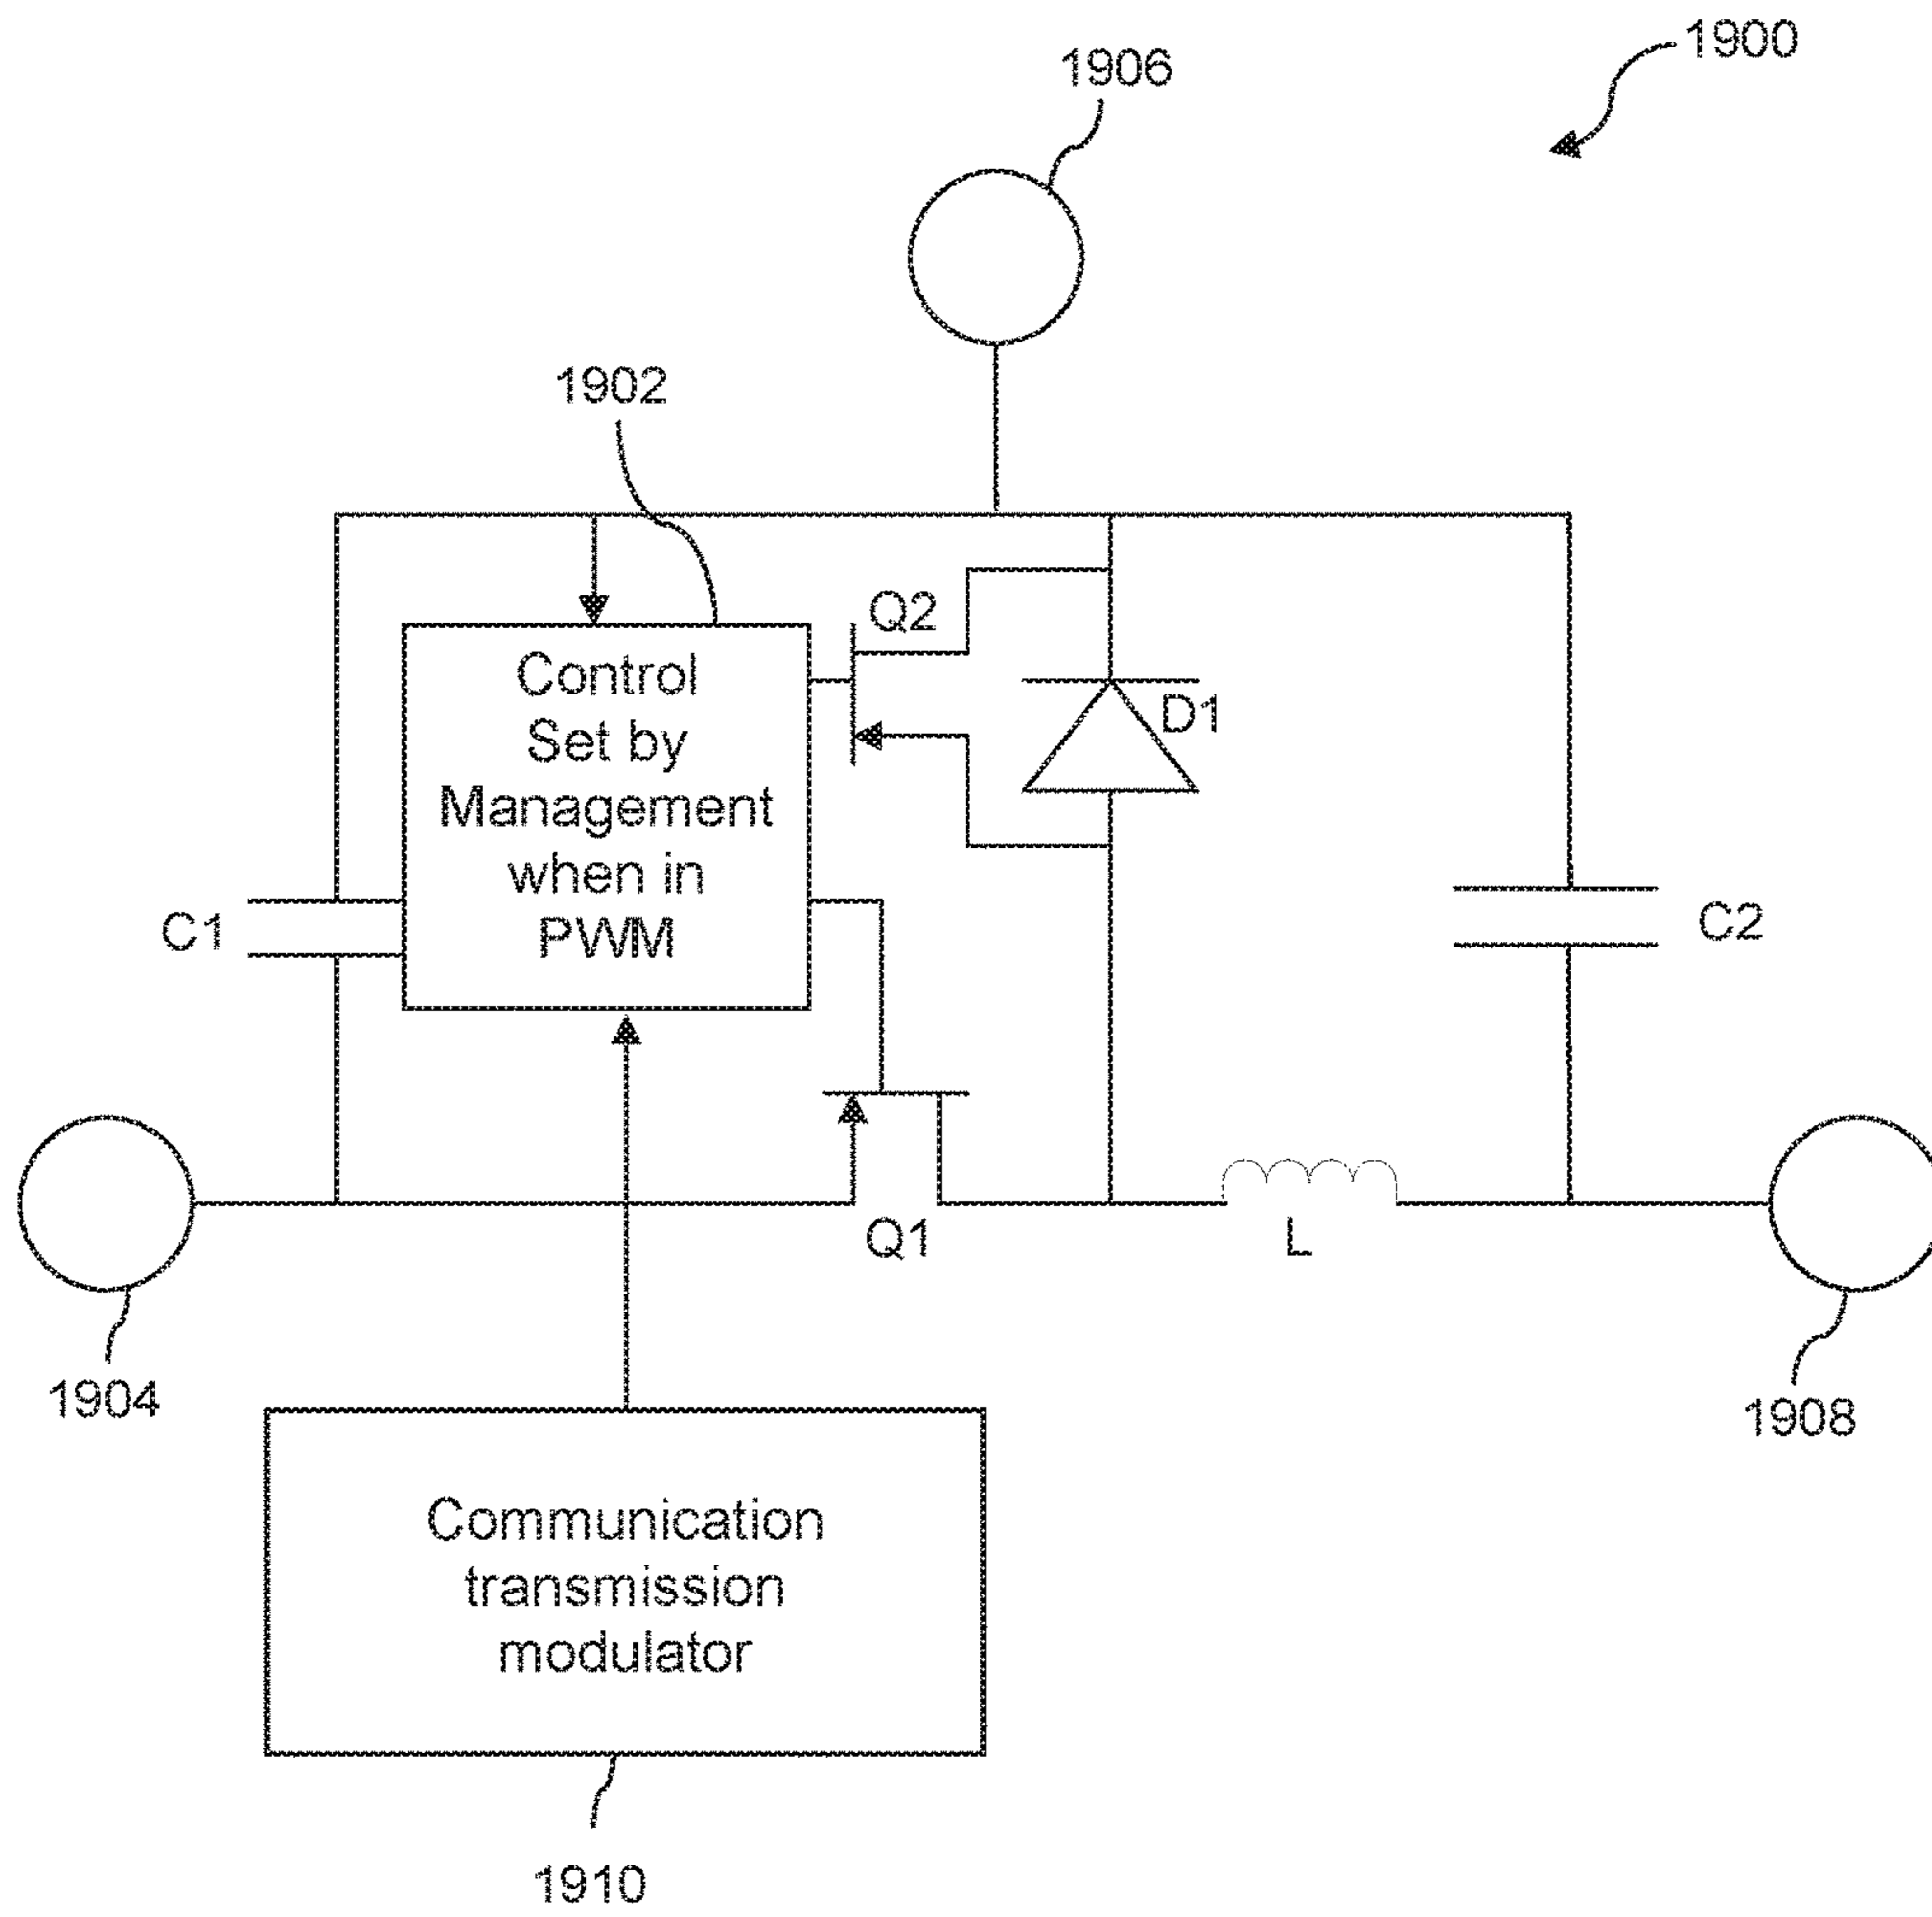 1900
1906
1902
Q2
Control
Set by
Management
when in
PWM
D1
C1
C2
Q1
L
1904
1908
Communication
transmission
modulator
1910